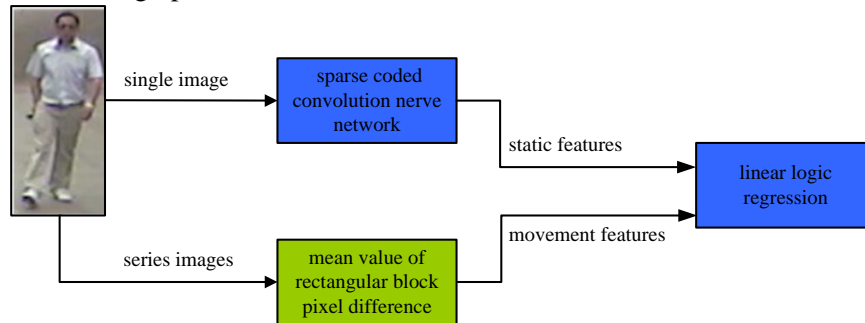 single image
sparse coded
convolution nerve
network
static features
linear logic
regression
movement features
series images
mean value of
rectangular block
pixel difference